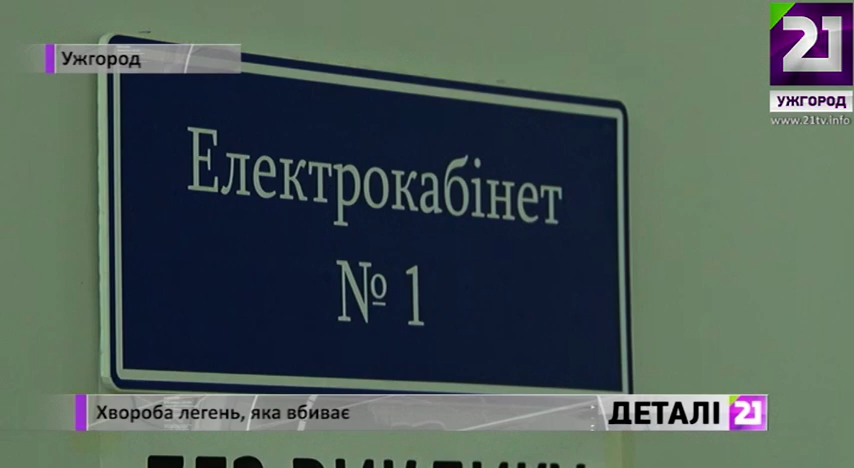 Ужгород
21
УЖГОРОД
www.21tv.info
Електрокабінет
№ 1
Хвороба легень, яка вбиває
ДЕТАЛІ 21